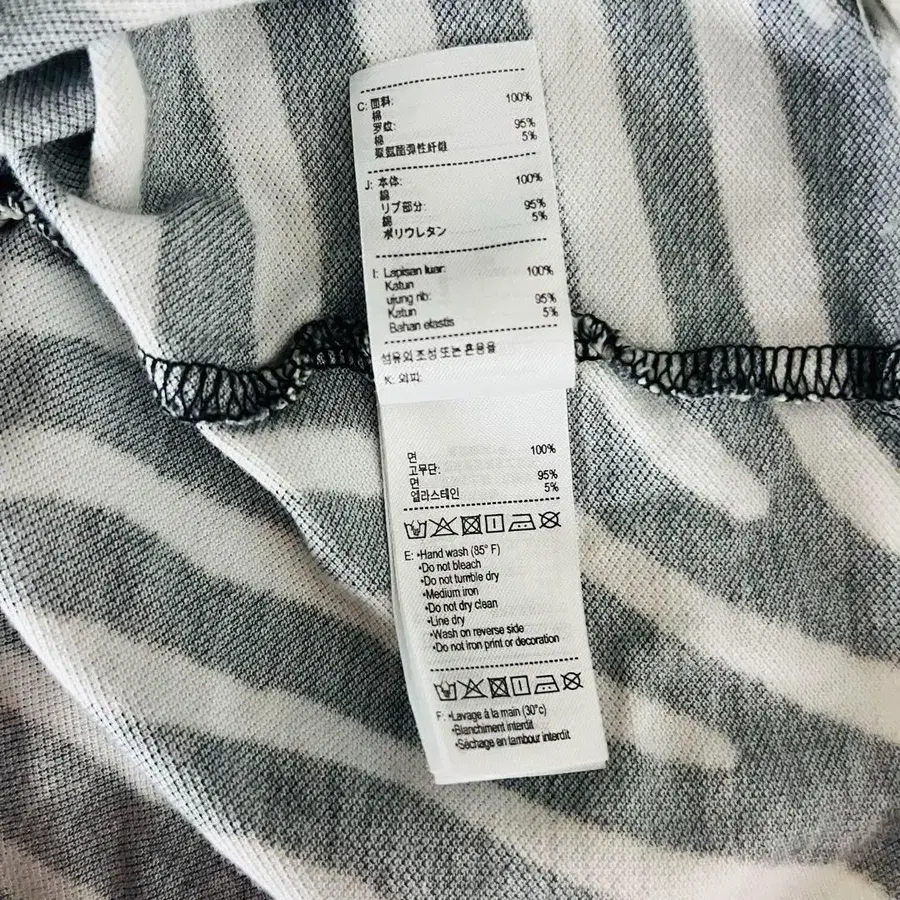 C: 面料:
棉 100%
罗纹:
棉 95%
聚氨酯弹性纤维 5%
J: 本体:
綿 100%
リブ部分:
綿 95%
ポリウレタン 5%
I: Lapisan luar:
Katun 100%
ujung rib:
Katun 95%
Bahan elastis 5%
섬유의 조성 또는 혼용율
K: 외피:
면 100%
고무단:
면 95%
엘라스테인 5%
E: •Hand wash (85° F)
•Do not bleach
•Do not tumble dry
•Medium iron
•Do not dry clean
•Line dry
•Wash on reverse side
•Do not iron print or decoration
F: •Lavage à la main (30°c)
•Blanchiment interdit
•Séchage en tambour interdit